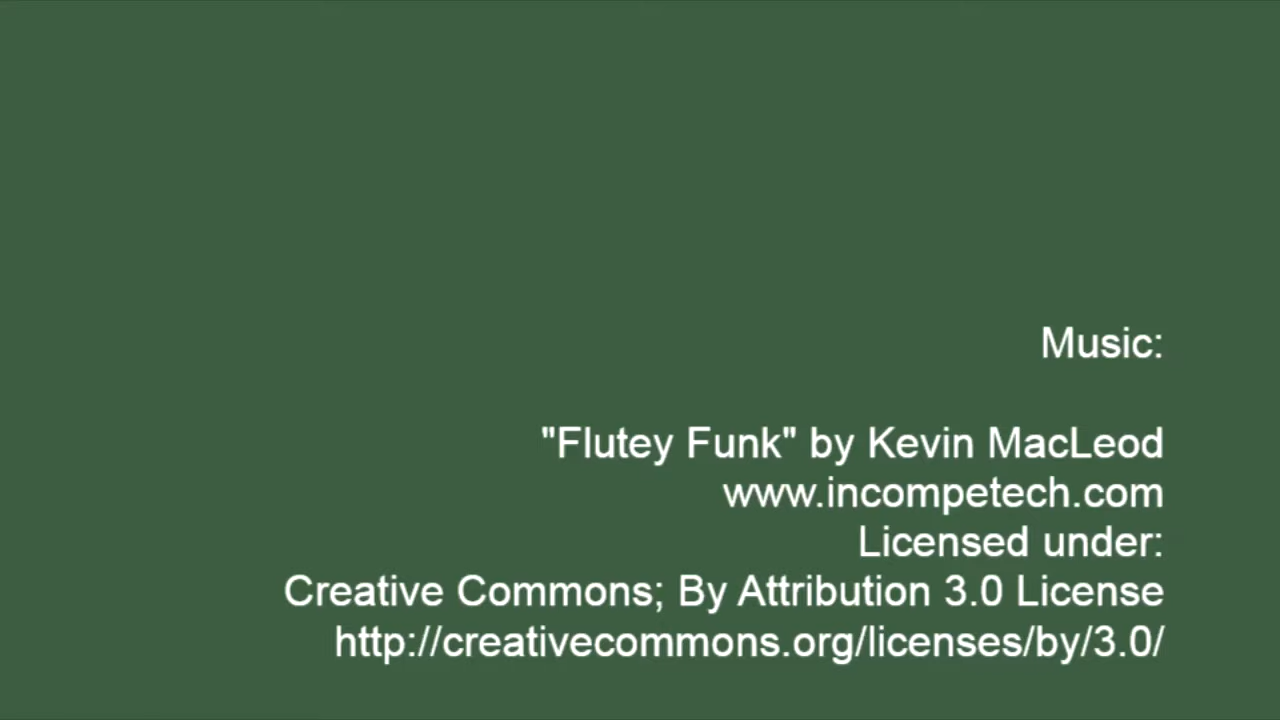 Music:
"Flutey Funk" by Kevin MacLeod
www.incompetech.com
Licensed under:
Creative Commons; By Attribution 3.0 License
http://creativecommons.org/licenses/by/3.0/